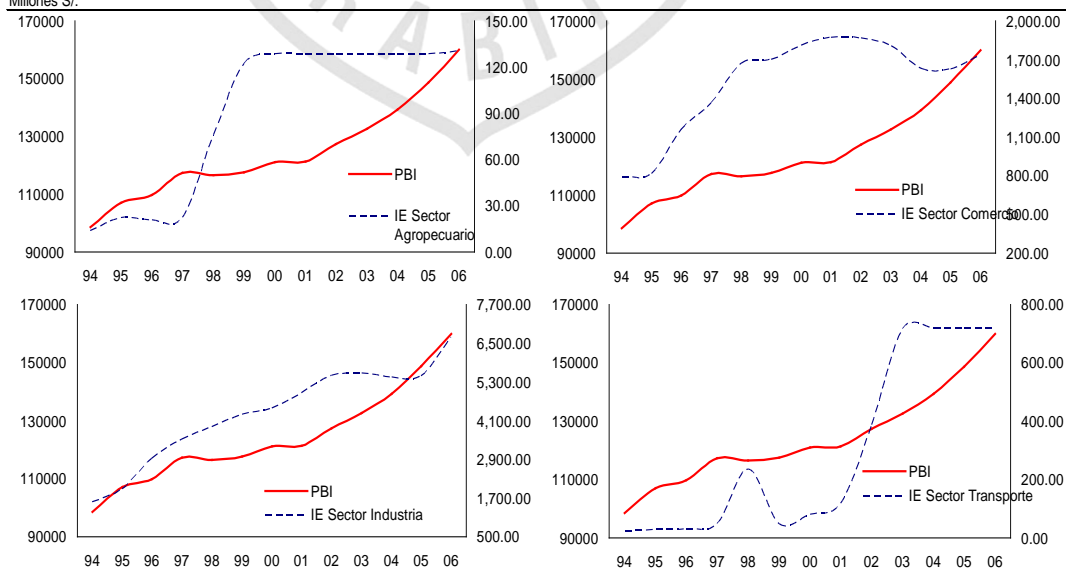 Millones S/.
170000 150.00
150000 120.00
130000 90.00
110000 60.00
90000 30.00
0.00
PBI
IE Sector
Agropecuario
94 95 96 97 98 99 00 01 02 03 04 05 06
170000 2,000.00
150000 1,700.00
130000 1,400.00
110000 1,100.00
90000 800.00
500.00
200.00
PBI
IE Sector Comercio
94 95 96 97 98 99 00 01 02 03 04 05 06
170000 7,700.00
150000 6,500.00
130000 5,300.00
110000 4,100.00
90000 2,900.00
1,700.00
500.00
PBI
IE Sector Industria
94 95 96 97 98 99 00 01 02 03 04 05 06
170000 800.00
150000 600.00
130000 400.00
110000 200.00
90000 0.00
PBI
IE Sector Transporte
94 95 96 97 98 99 00 01 02 03 04 05 06